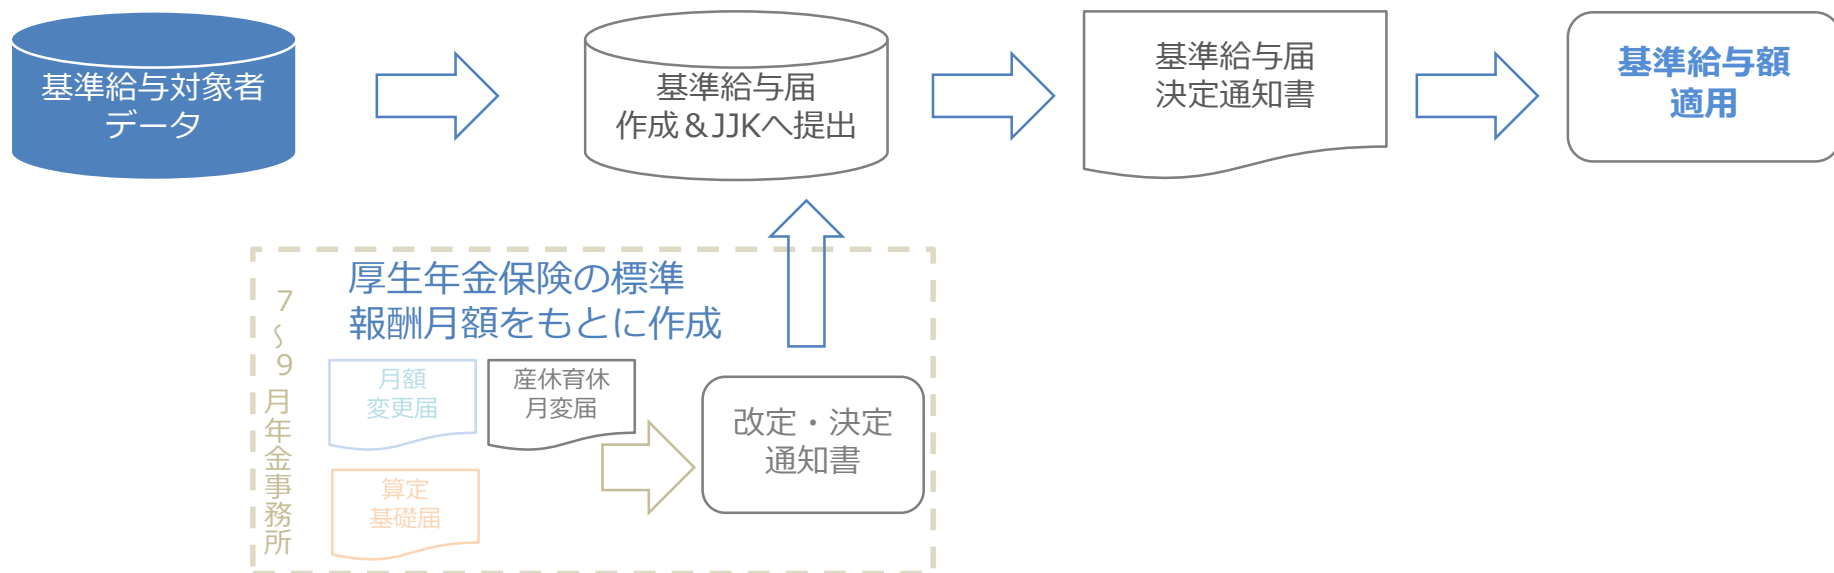 基準給与対象者
データ
基準給与届
作成＆JJKへ提出
基準給与届
決定通知書
基準給与額
適用
厚生年金保険の標準
報酬月額をもとに作成
7～9月年金事務所
月額
変更届
産休育休
月変届
算定
基礎届
改定・決定
通知書